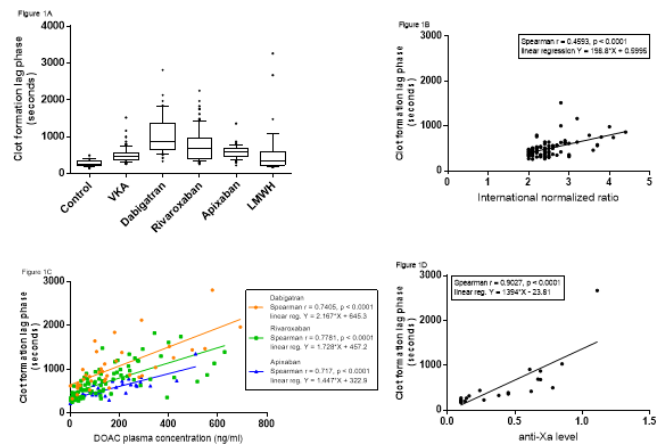 Figure 1A
Clot formation lag phase
(seconds)
4000
3000
2000
1000
0
Control
VKA
Dabigatran
Rivaroxaban
Apixaban
LMWH
Figure 1B
Spearman r = 0.4593, p < 0.0001
linear regression Y = 198.8*X + 0.5995
Clot formation lag phase
(seconds)
3000
2000
1000
0
0
1
2
3
4
5
International normalized ratio
Figure 1C
Clot formation lag phase
(seconds)
3000
2000
1000
0
0
200
400
600
800
DOAC plasma concentration (ng/ml)
Dabigatran
Spearman r = 0.7405, p < 0.0001
linear reg. Y = 2.167*X + 645.3
Rivaroxaban
Spearman r = 0.7781, p < 0.0001
linear reg. Y = 1.728*X + 457.2
Apixaban
Spearman r = 0.717, p < 0.0001
linear reg. Y = 1.447*X + 322.9
Figure 1D
Spearman r = 0.9027, p < 0.0001
linear reg. Y = 1394*X - 23.81
Clot formation lag phase
(seconds)
3000
2000
1000
0
0.0
0.5
1.0
1.5
anti-Xa level